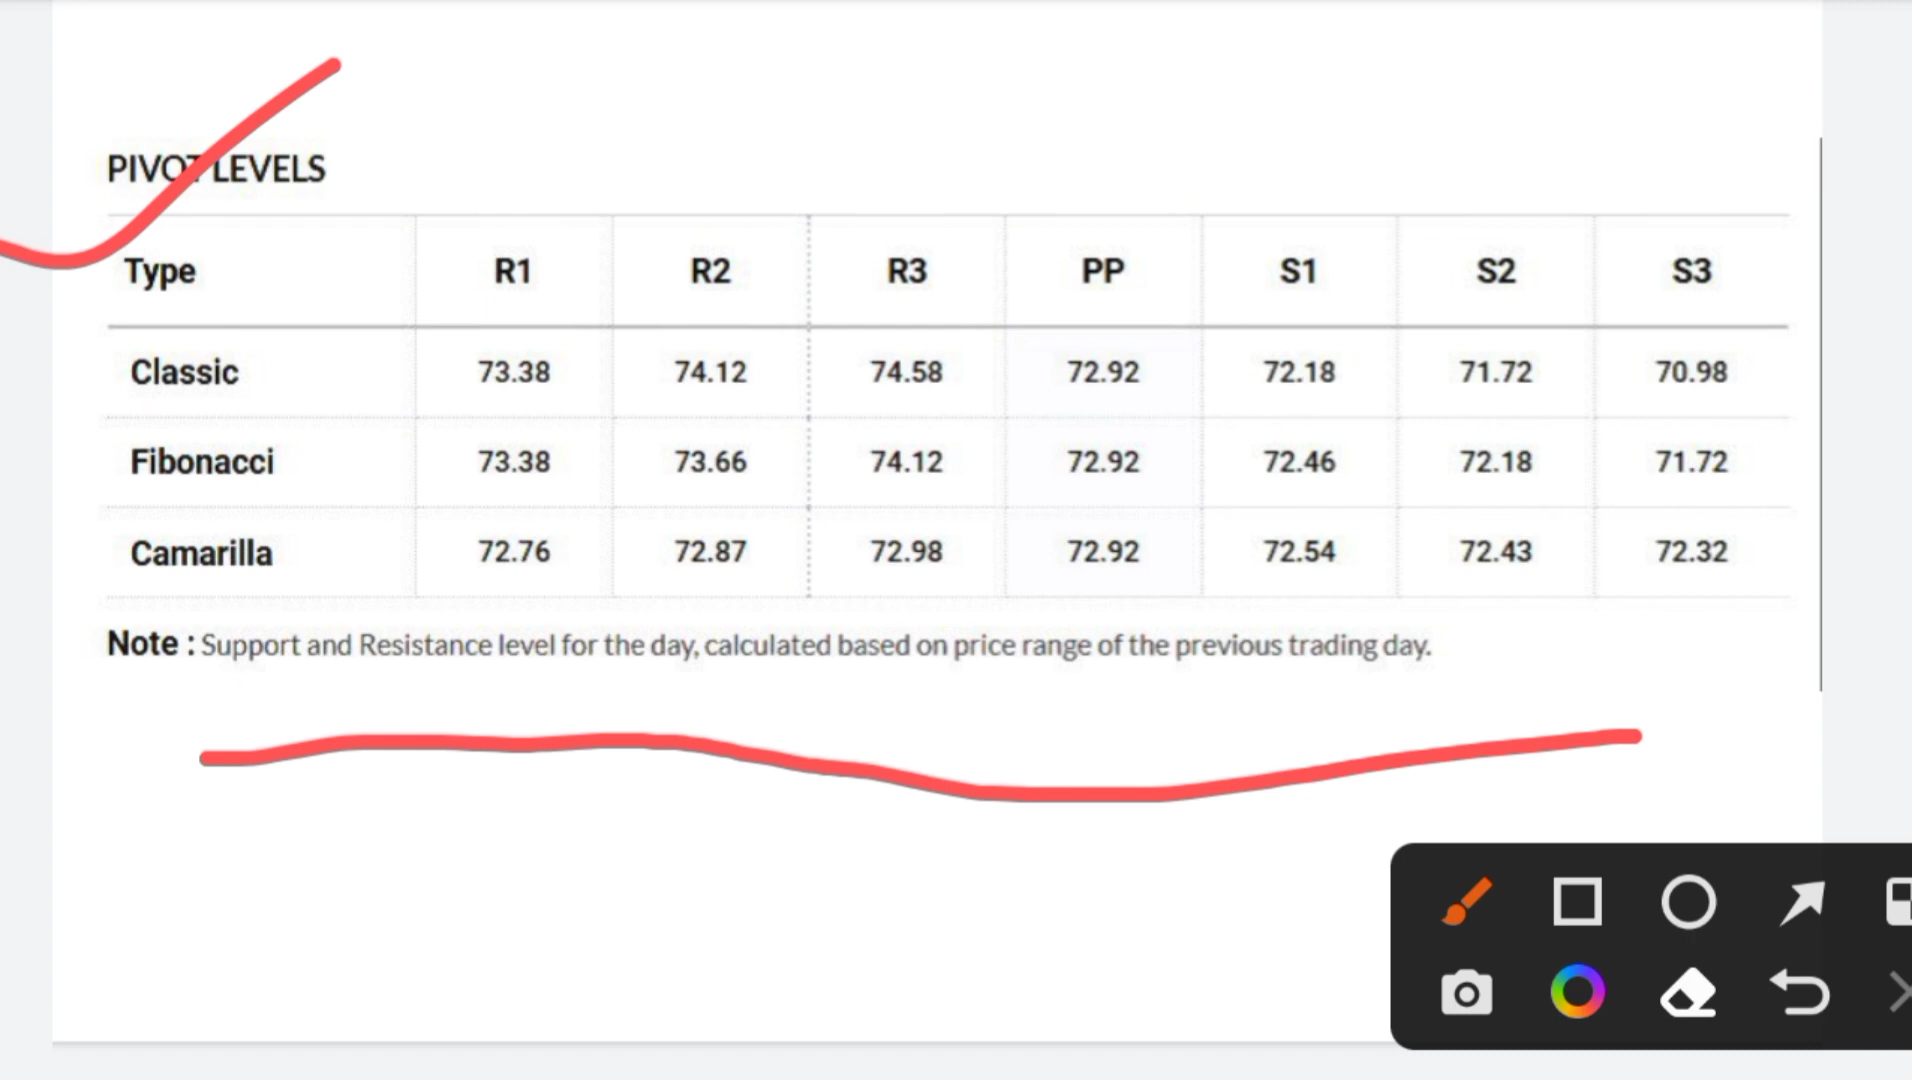 PIVOT LEVELS
Type R1 R2 R3 PP S1 S2 S3
Classic 73.38 74.12 74.58 72.92 72.18 71.72 70.98
Fibonacci 73.38 73.66 74.12 72.92 72.46 72.18 71.72
Camarilla 72.76 72.87 72.98 72.92 72.54 72.43 72.32
Note : Support and Resistance level for the day, calculated based on price range of the previous trading day.